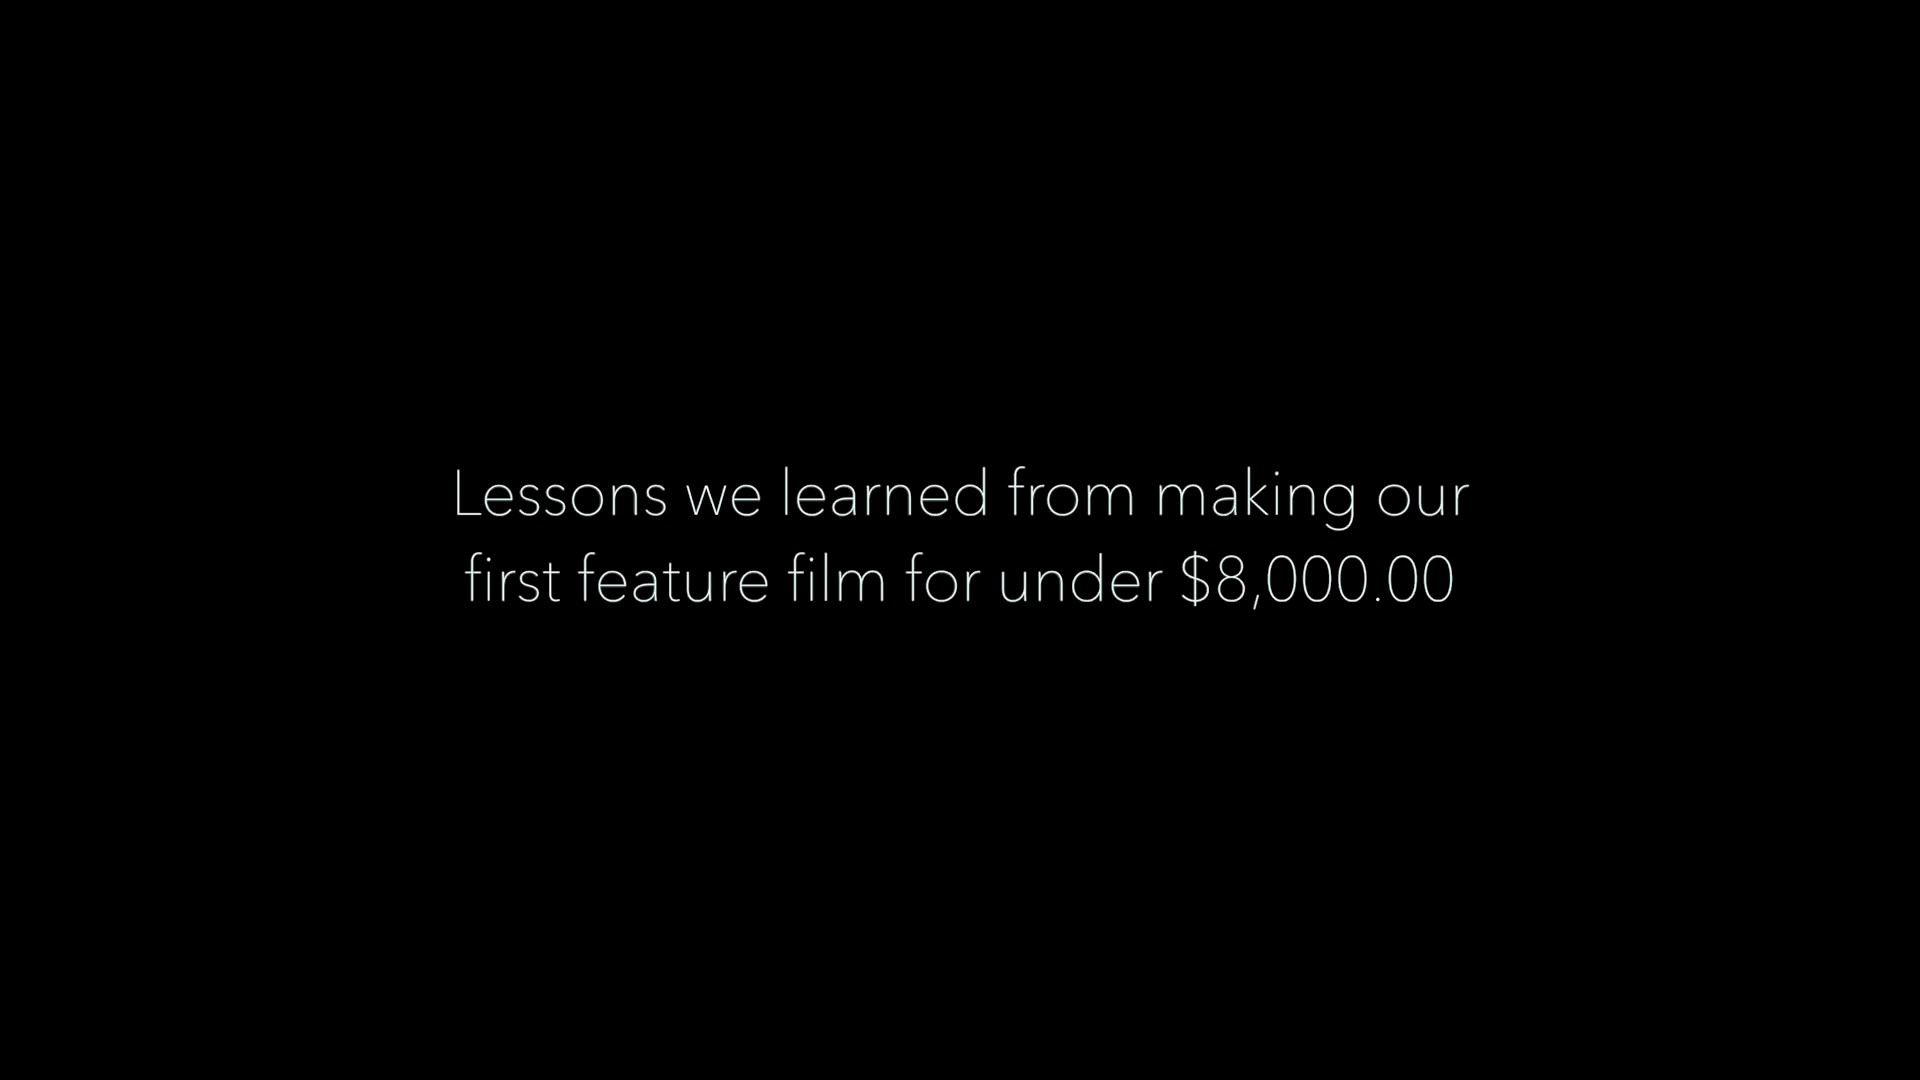 Lessons we learned from making our
first feature film for under $8,000.00